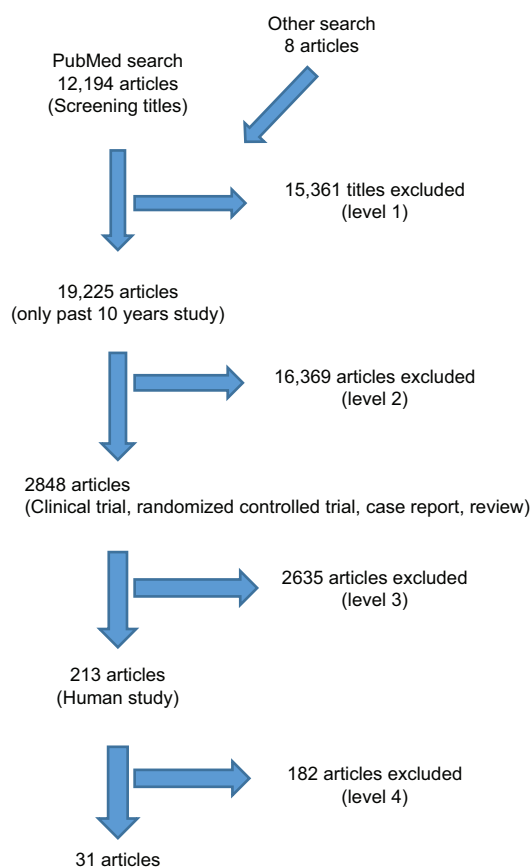 Other search
8 articles
PubMed search
12,194 articles
(Screening titles)
15,361 titles excluded
(level 1)
19,225 articles
(only past 10 years study)
16,369 articles excluded
(level 2)
2848 articles
(Clinical trial, randomized controlled trial, case report, review)
2635 articles excluded
(level 3)
213 articles
(Human study)
182 articles excluded
(level 4)
31 articles